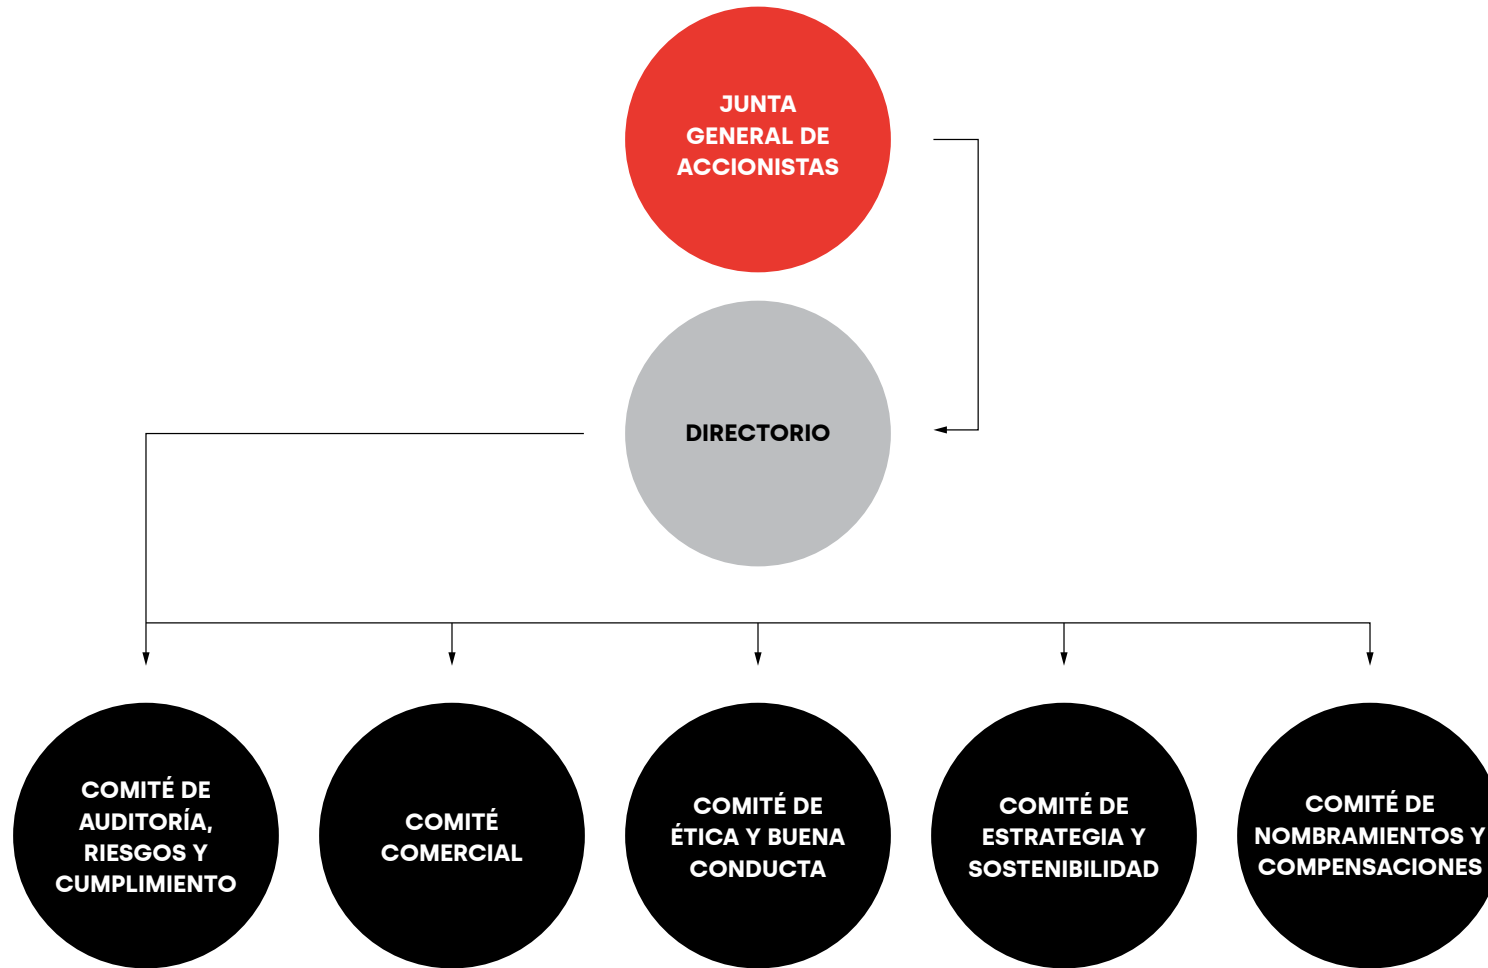 JUNTA
GENERAL DE
ACCIONISTAS
DIRECTORIO
COMITÉ DE
AUDITORÍA,
RIESGOS Y
CUMPLIMIENTO
COMITÉ
COMERCIAL
COMITÉ DE
ÉTICA Y BUENA
CONDUCTA
COMITÉ DE
ESTRATEGIA Y
SOSTENIBILIDAD
COMITÉ DE
NOMBRAMIENTOS Y
COMPENSACIONES